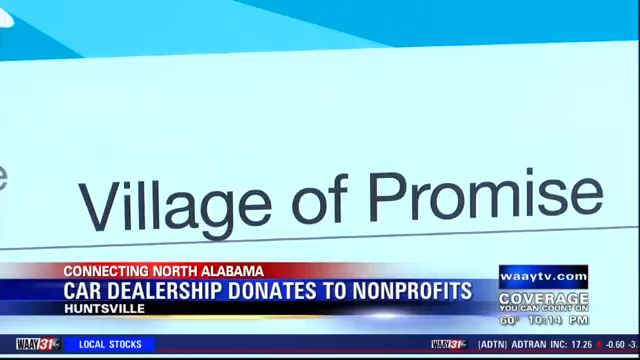 Village of Promise
CONNECTING NORTH ALABAMA
CAR DEALERSHIP DONATES TO NONPROFITS
HUNTSVILLE
waaytv.com
COVERAGE
YOU CAN COUNT ON
60° 10:14 PM
WAAY31 LOCAL STOCKS WAAY31 (ADTN) ADTRAN INC: 17.26 -0.60 -3.